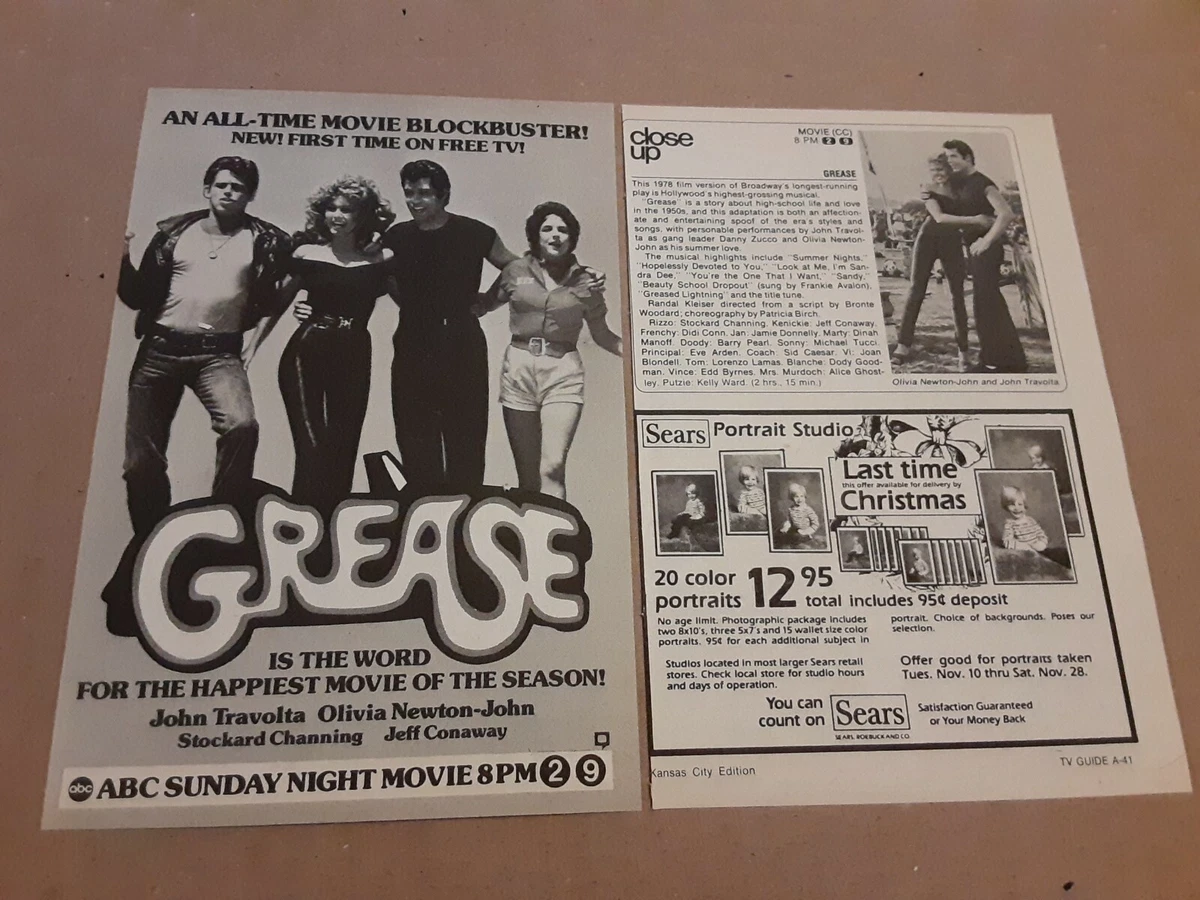 AN ALL-TIME MOVIE BLOCKBUSTER!
NEW! FIRST TIME ON FREE TV!
GREASE
IS THE WORD
FOR THE HAPPIEST MOVIE OF THE SEASON!
John Travolta Olivia Newton-John
Stockard Channing Jeff Conaway
abc ABC SUNDAY NIGHT MOVIE 8PM 2 9
close
up
MOVIE (CC)
8 PM 2 9
GREASE
This 1978 film version of Broadway's longest-running
play is Hollywood's highest-grossing musical.
"Grease" is a story about high-school life and love
in the 1950s, and this adaptation is both an affection-
ate and entertaining spoof of the era's styles and
songs, with personable performances by John Travol-
ta as gang leader Danny Zucco and Olivia Newton-
John as his summer love.
The musical highlights include "Summer Nights,"
"Hopelessly Devoted to You," "Look at Me, I'm San-
dra Dee," "You're the One That I Want," "Sandy,"
"Beauty School Dropout" (sung by Frankie Avalon),
"Greased Lightning" and the title tune.
Randal Kleiser directed from a script by Bronte
Woodard; choreography by Patricia Birch.
Rizzo: Stockard Channing. Kenickie: Jeff Conaway.
Frenchy: Didi Conn. Jan: Jamie Donnelly. Marty: Dinah
Manoff. Doody: Barry Pearl. Sonny: Michael Tucci.
Principal: Eve Arden. Coach: Sid Caesar. Vi: Joan
Blondell. Tom: Lorenzo Lamas. Blanche: Dody Good-
man. Vince: Edd Byrnes. Mrs. Murdoch: Alice Ghost-
ley. Putzie: Kelly Ward. (2 hrs., 15 min.)
Olivia Newton-John and John Travolta
Sears Portrait Studio
Last time
this offer available for delivery by
Christmas
20 color
portraits 12 95
total includes 95¢ deposit
No age limit. Photographic package includes
two 8x10's, three 5x7's and 15 wallet size color
portraits. 95¢ for each additional subject in
portrait. Choice of backgrounds. Poses our
selection.
Studios located in most larger Sears retail
stores. Check local store for studio hours
and days of operation.
Offer good for portraits taken
Tues. Nov. 10 thru Sat. Nov. 28.
You can
count on Sears
SEARS, ROEBUCK AND CO.
Satisfaction Guaranteed
or Your Money Back
Kansas City Edition
TV GUIDE A-41